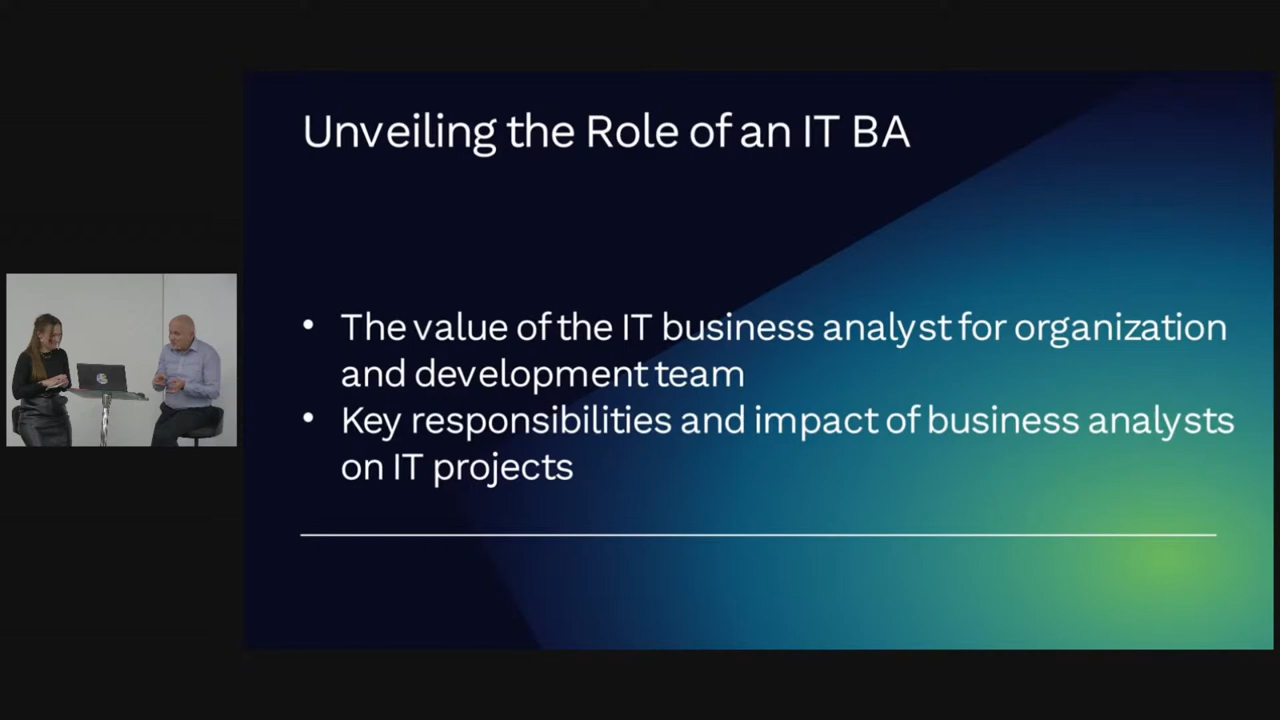 Unveiling the Role of an IT BA
• The value of the IT business analyst for organization
and development team
• Key responsibilities and impact of business analysts
on IT projects